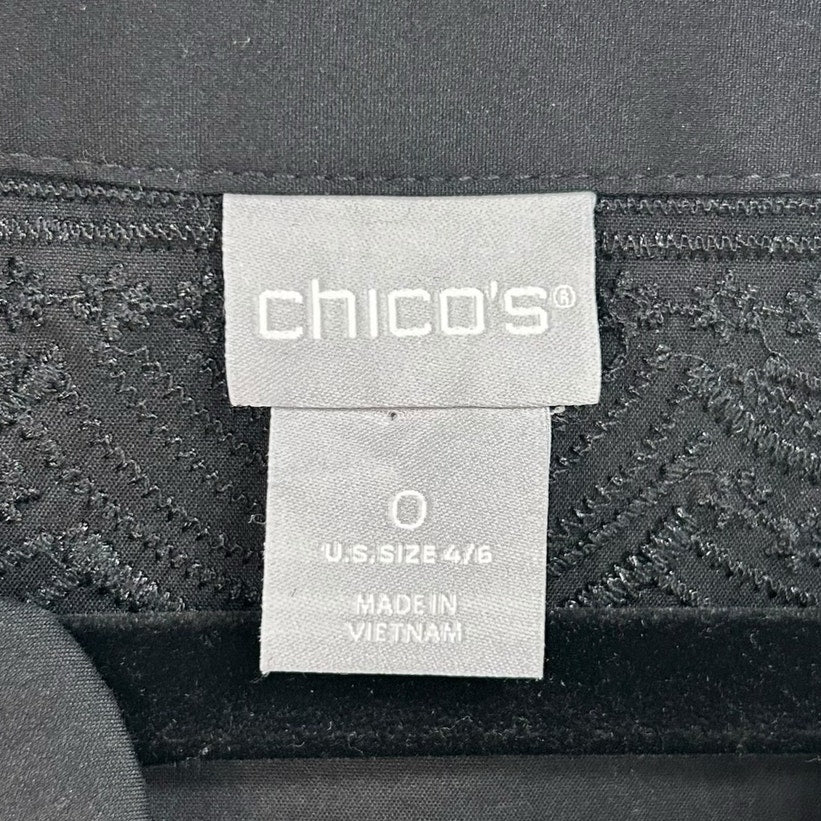 chico's®
0
U.S. SIZE 4/6
MADE IN
VIETNAM